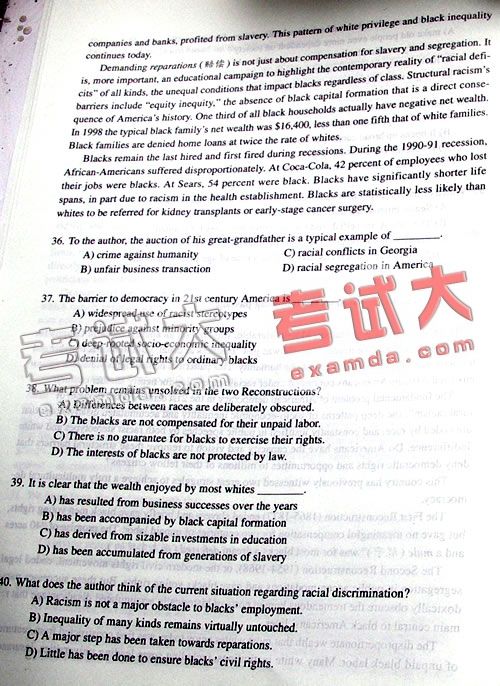 companies and banks, profited from slavery. This pattern of white privilege and black inequality
continues today.
Demanding reparations (赔偿) is not just about compensation for slavery and segregation. It
is, more important, an educational campaign to highlight the contemporary reality of “racial defi-
cits” of all kinds, the unequal conditions that impact blacks regardless of class. Structural racism's
barriers include “equity inequity,” the absence of black capital formation that is a direct conse-
quence of America's history. One third of all black households actually have negative net wealth.
In 1998 the typical black family's net wealth was $16,400, less than one fifth that of white families.
Black families are denied home loans at twice the rate of whites.
Blacks remain the last hired and first fired during recessions. During the 1990-91 recession,
African-Americans suffered disproportionately. At Coca-Cola, 42 percent of employees who lost
their jobs were blacks. At Sears, 54 percent were black. Blacks have significantly shorter life
spans, in part due to racism in the health establishment. Blacks are statistically less likely than
whites to be referred for kidney transplants or early-stage cancer surgery.
36. To the author, the auction of his great-grandfather is a typical example of ________.
A) crime against humanity C) racial conflicts in Georgia
B) unfair business transaction D) racial segregation in America
37. The barrier to democracy in 21st century America is ________.
A) widespread use of racist stereotypes
B) prejudice against minority groups
C) deep-rooted socio-economic inequality
D) denial of legal rights to ordinary blacks
考试大 考试大
examda.com examda.com
38. What problem remains unsolved in the two Reconstructions?
A) Differences between races are deliberately obscured.
B) The blacks are not compensated for their unpaid labor.
C) There is no guarantee for blacks to exercise their rights.
D) The interests of blacks are not protected by law.
39. It is clear that the wealth enjoyed by most whites ________.
A) has resulted from business successes over the years
B) has been accompanied by black capital formation
C) has derived from sizable investments in education
D) has been accumulated from generations of slavery
40. What does the author think of the current situation regarding racial discrimination?
A) Racism is not a major obstacle to blacks' employment.
B) Inequality of many kinds remains virtually untouched.
C) A major step has been taken towards reparations.
D) Little has been done to ensure blacks' civil rights.